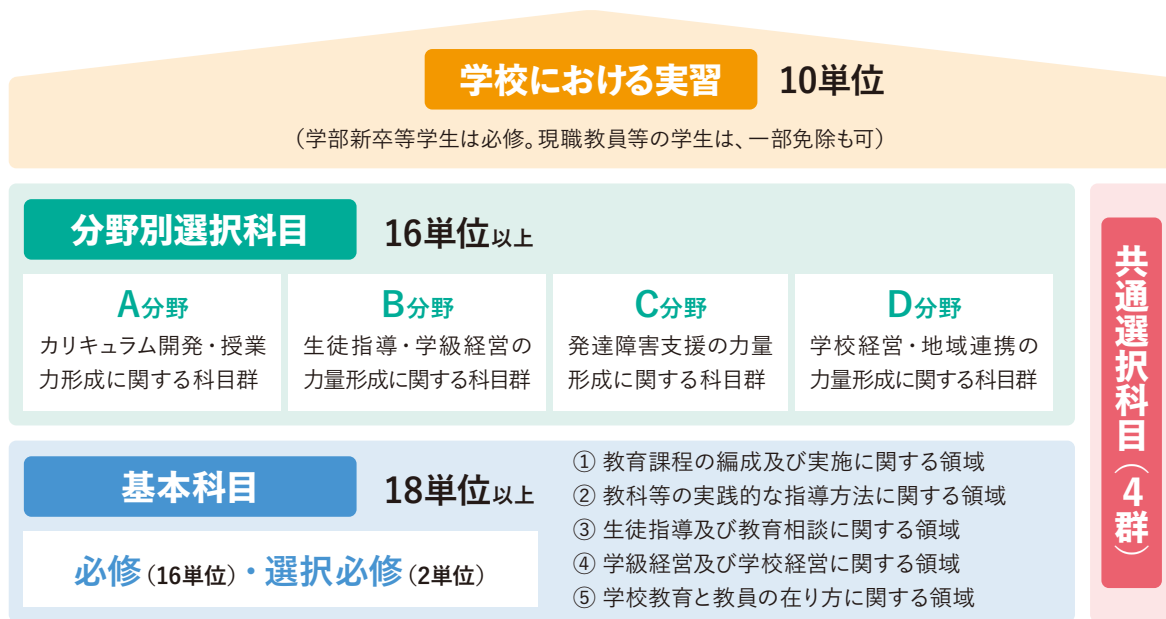 学校における実習 10単位
(学部新卒等学生は必修。現職教員等の学生は、一部免除も可)
分野別選択科目 16単位以上
A分野
カリキュラム開発・授業
力形成に関する科目群
B分野
生徒指導・学級経営の
力量形成に関する科目群
C分野
発達障害支援の力量
形成に関する科目群
D分野
学校経営・地域連携の
力量形成に関する科目群
基本科目 18単位以上
必修(16単位)・選択必修(2単位)
① 教育課程の編成及び実施に関する領域
② 教科等の実践的な指導方法に関する領域
③ 生徒指導及び教育相談に関する領域
④ 学級経営及び学校経営に関する領域
⑤ 学校教育と教員の在り方に関する領域
共通選択科目(4群)